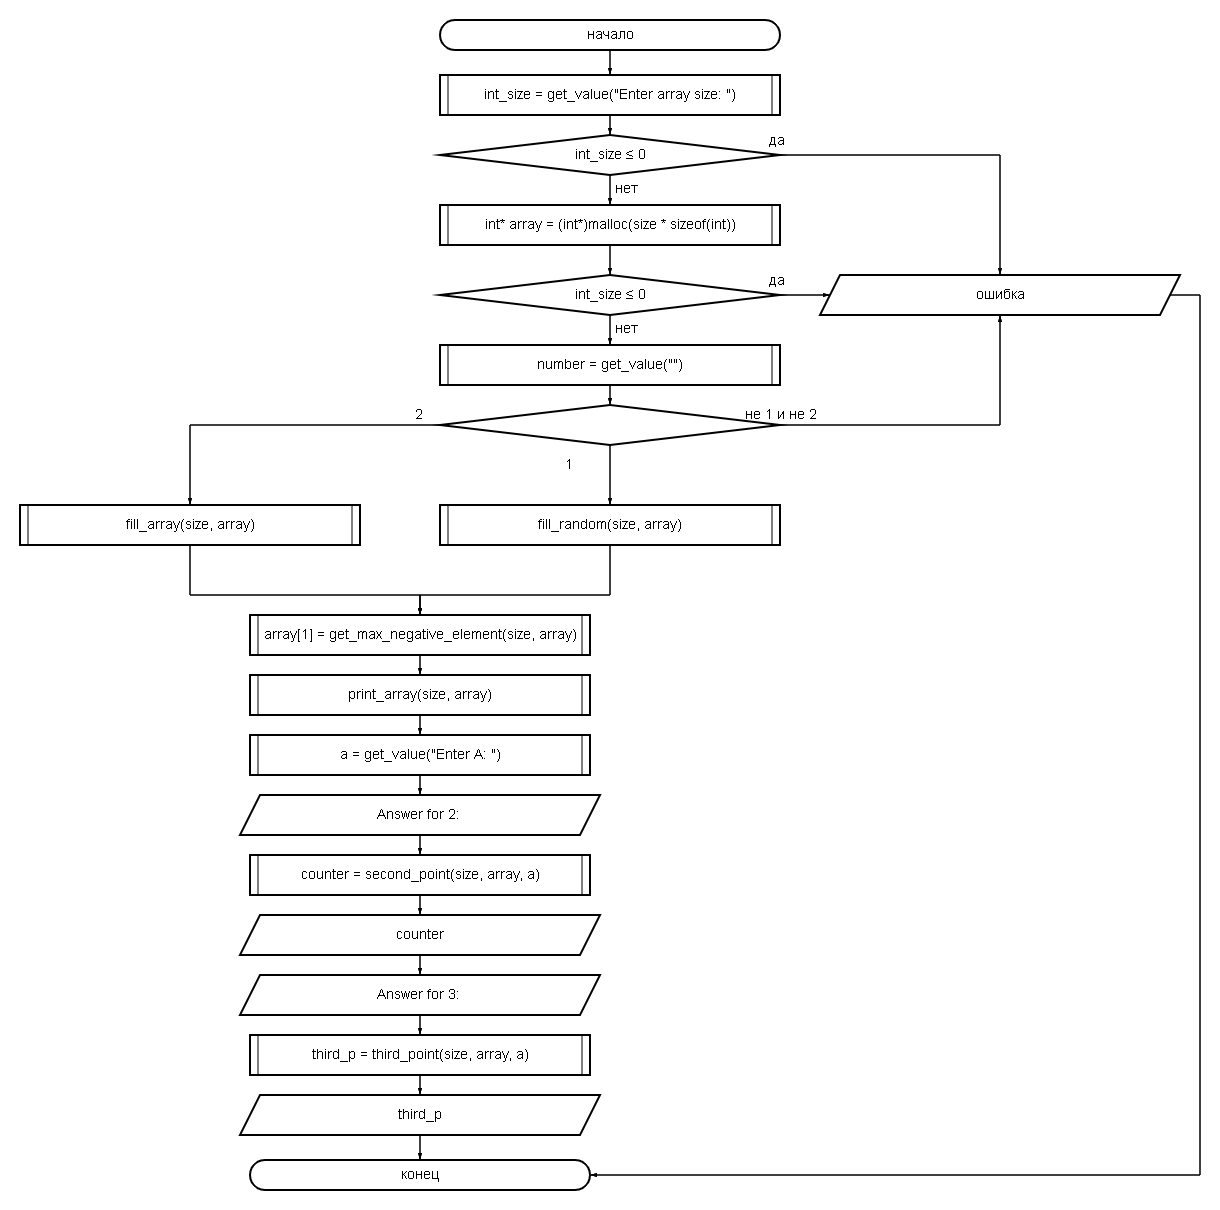 начало
int_size = get_value("Enter array size: ")
да
int_size ≤ 0
нет
int* array = (int*)malloc(size * sizeof(int))
да
int_size ≤ 0
ошибка
нет
number = get_value("")
2
не 1 и не 2
1
fill_array(size, array)
fill_random(size, array)
array[1] = get_max_negative_element(size, array)
print_array(size, array)
a = get_value("Enter A: ")
Answer for 2:
counter = second_point(size, array, a)
counter
Answer for 3:
third_p = third_point(size, array, a)
third_p
конец